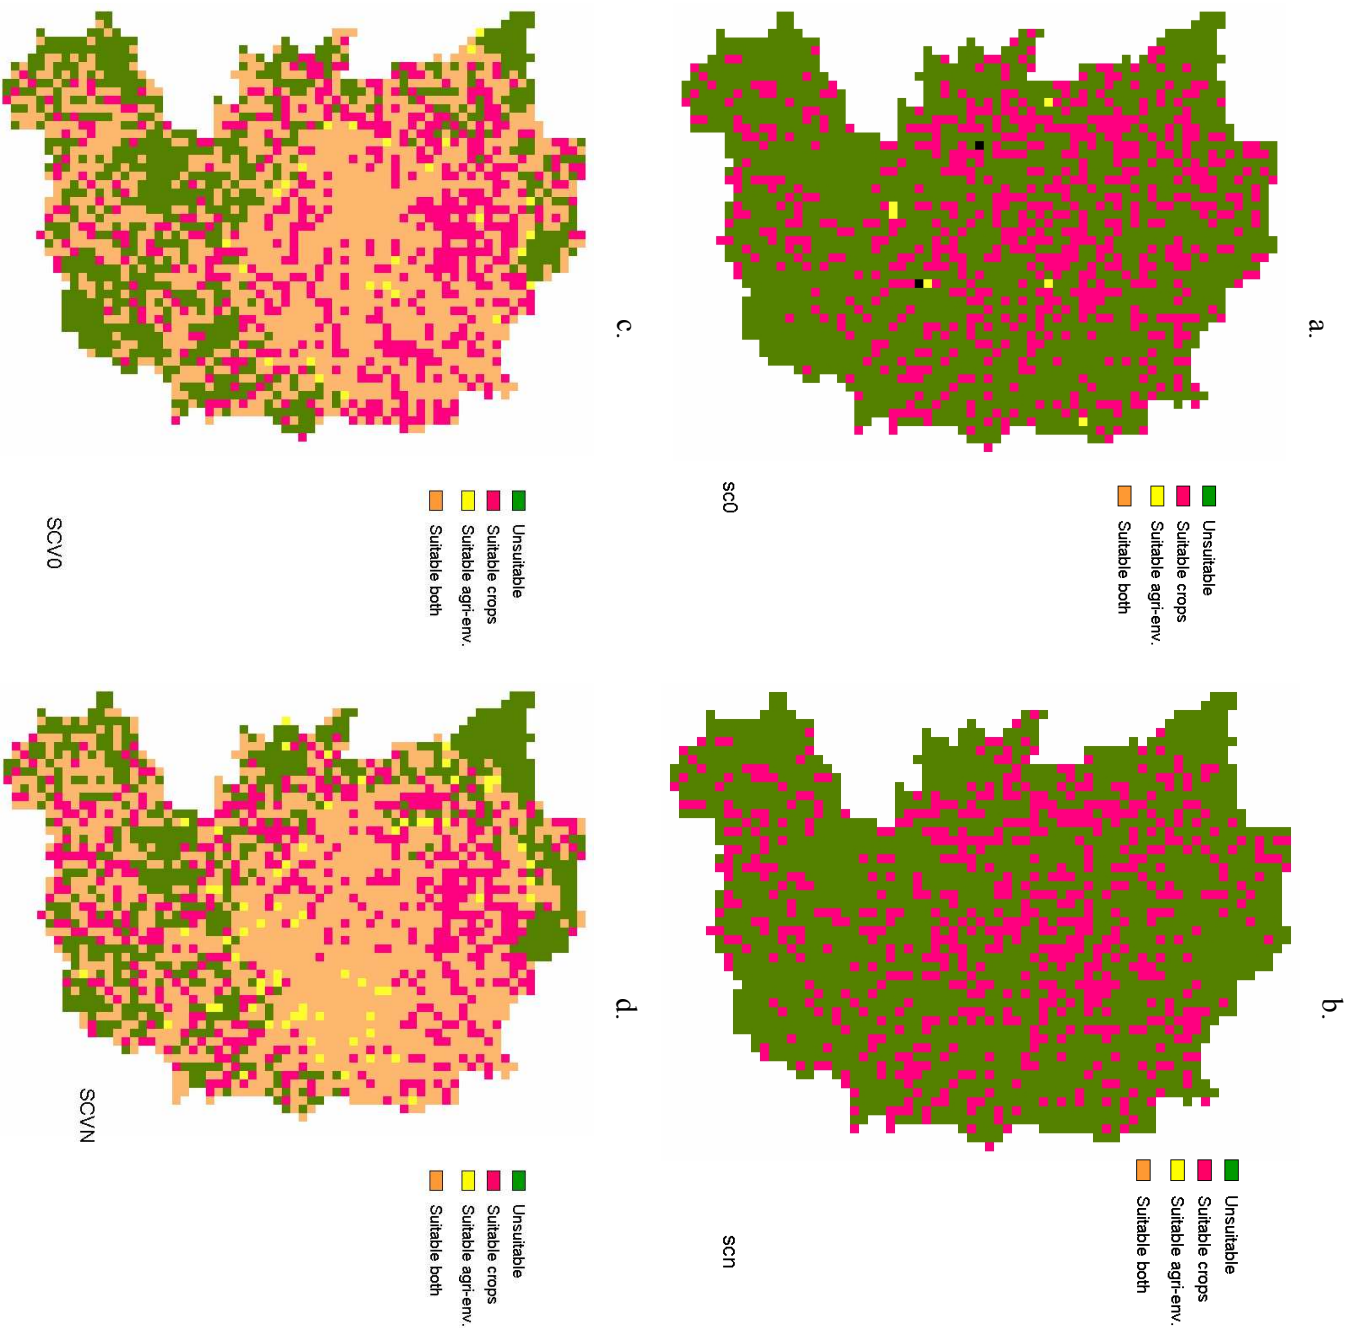 a.
Unsuitable
Suitable crops
Suitable agri-env.
Suitable both
sc0
b.
Unsuitable
Suitable crops
Suitable agri-env.
Suitable both
scn
c.
Unsuitable
Suitable crops
Suitable agri-env.
Suitable both
SCV0
d.
Unsuitable
Suitable crops
Suitable agri-env.
Suitable both
SCVN